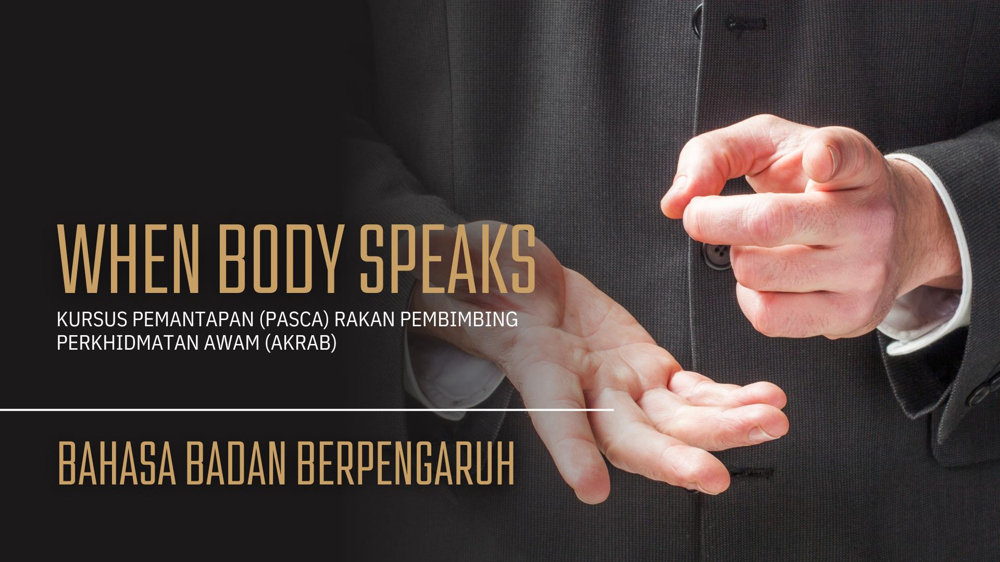 WHEN BODY SPEAKS
KURSUS PEMANTAPAN (PASCA) RAKAN PEMBIMBING
PERKHIDMATAN AWAM (AKRAB)
BAHASA BADAN BERPENGARUH